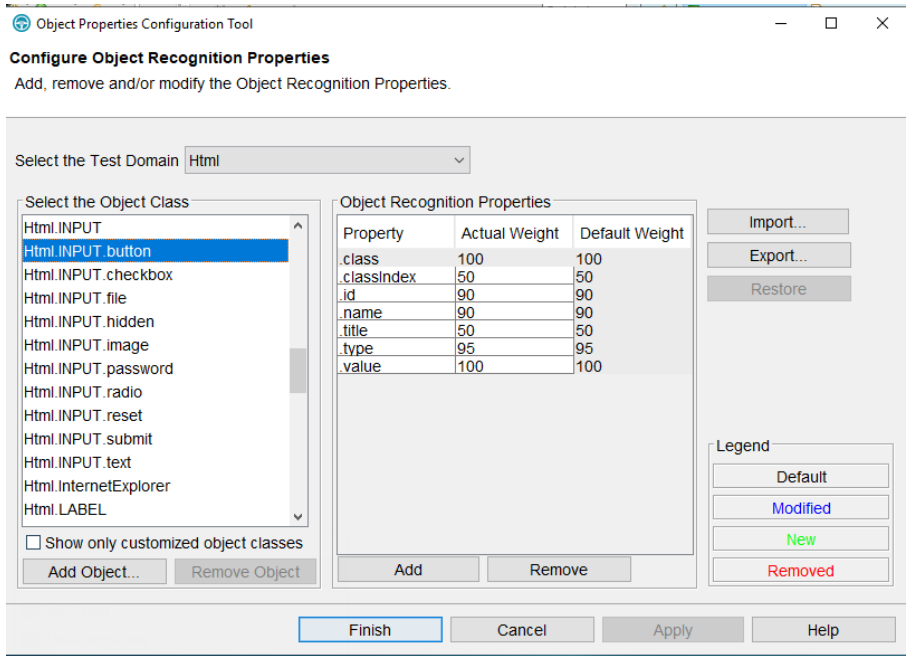 Object Properties Configuration Tool
Configure Object Recognition Properties
Add, remove and/or modify the Object Recognition Properties.
Select the Test Domain Html
Select the Object Class
Html.INPUT
Html.INPUT.button
Html.INPUT.checkbox
Html.INPUT.file
Html.INPUT.hidden
Html.INPUT.image
Html.INPUT.password
Html.INPUT.radio
Html.INPUT.reset
Html.INPUT.submit
Html.INPUT.text
Html.InternetExplorer
Html.LABEL
Show only customized object classes
Add Object... Remove Object
Object Recognition Properties
Property Actual Weight Default Weight
.class 100 100
.classIndex 50 50
.id 90 90
.name 90 90
.title 50 50
.type 95 95
.value 100 100
Add Remove
Import...
Export...
Restore
Legend
Default
Modified
New
Removed
Finish Cancel Apply Help